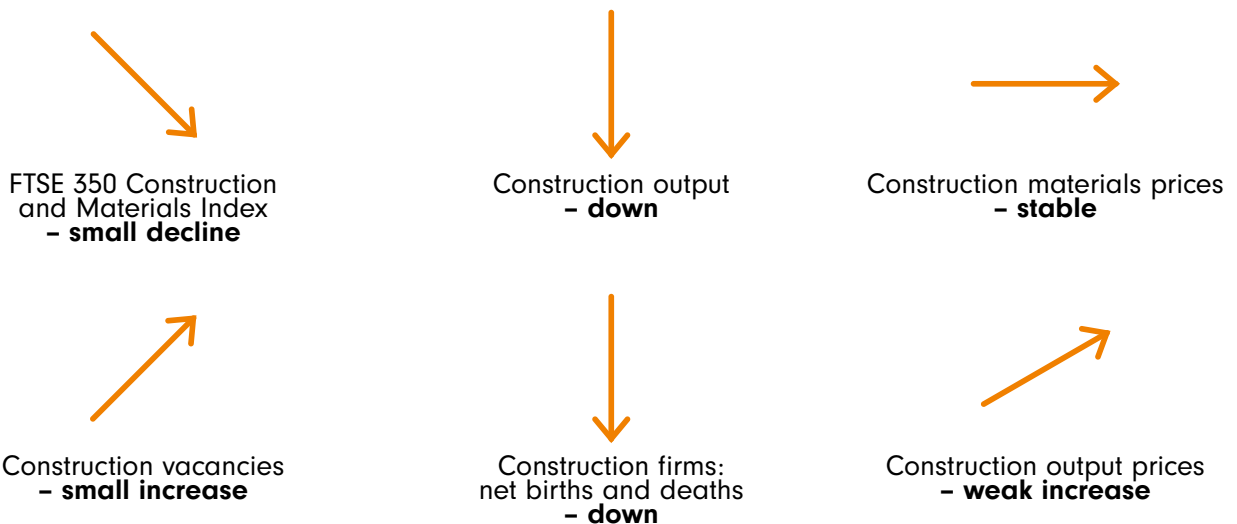 FTSE 350 Construction
and Materials Index
– small decline
Construction output
– down
Construction materials prices
– stable
Construction vacancies
– small increase
Construction firms:
net births and deaths
– down
Construction output prices
– weak increase